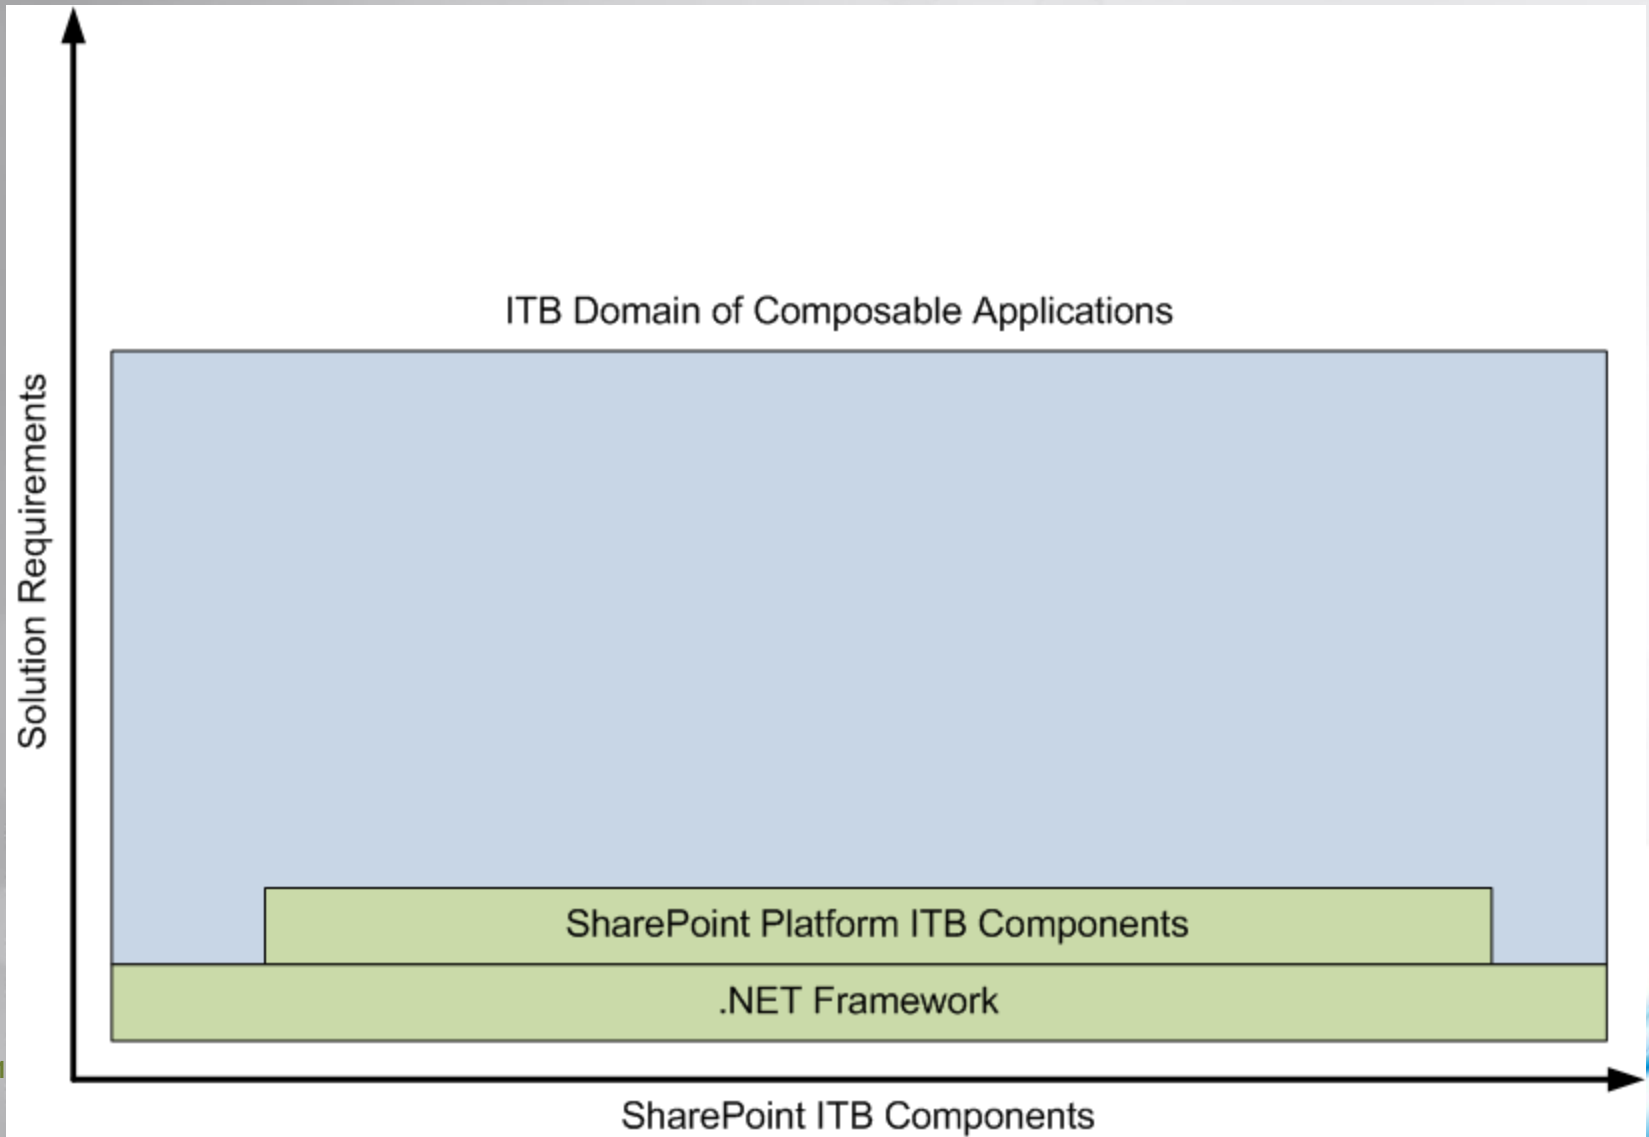 ITB Domain of Composable Applications
Solution Requirements
SharePoint Platform ITB Components
.NET Framework
SharePoint ITB Components